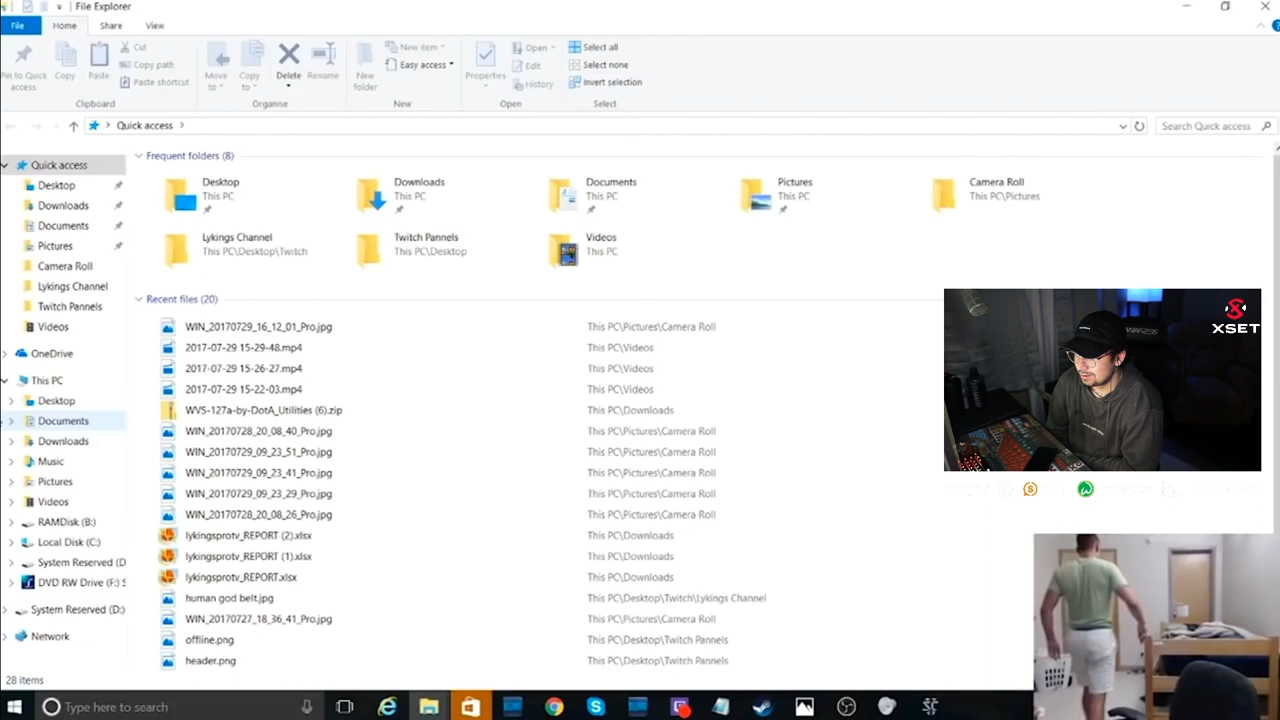 File Explorer
File
Home
Share
View
Pin to Quick access
Copy
Paste
Cut
Copy path
Paste shortcut
Clipboard
Move to
Copy to
Delete
Rename
Organise
New folder
New item
Easy access
New
Properties
Open
Edit
History
Open
Select all
Select none
Invert selection
Select
Quick access
Search Quick access
Quick access
Desktop
Downloads
Documents
Pictures
Camera Roll
Lykings Channel
Twitch Pannels
Videos
OneDrive
This PC
Desktop
Documents
Downloads
Music
Pictures
Videos
RAMDisk (B:)
Local Disk (C:)
System Reserved (D
DVD RW Drive (F:) S
System Reserved (D:)
Network
Frequent folders (8)
Desktop
This PC
Downloads
This PC
Documents
This PC
Pictures
This PC
Camera Roll
This PC\Pictures
Lykings Channel
This PC\Desktop\Twitch
Twitch Pannels
This PC\Desktop
Videos
This PC
Recent files (20)
WIN_20170729_16_12_01_Pro.jpg This PC\Pictures\Camera Roll
2017-07-29 15-29-48.mp4 This PC\Videos
2017-07-29 15-26-27.mp4 This PC\Videos
2017-07-29 15-22-03.mp4 This PC\Videos
WVS-127a-by-DotA_Utilities (6).zip This PC\Downloads
WIN_20170728_20_08_40_Pro.jpg This PC\Pictures\Camera Roll
WIN_20170729_09_23_51_Pro.jpg This PC\Pictures\Camera Roll
WIN_20170729_09_23_41_Pro.jpg This PC\Pictures\Camera Roll
WIN_20170729_09_23_29_Pro.jpg This PC\Pictures\Camera Roll
WIN_20170728_20_08_26_Pro.jpg This PC\Pictures\Camera Roll
lykingsprotv_REPORT (2).xlsx This PC\Downloads
lykingsprotv_REPORT (1).xlsx This PC\Downloads
lykingsprotv_REPORT.xlsx This PC\Downloads
human god belt.jpg This PC\Desktop\Twitch\Lykings Channel
WIN_20170727_18_36_41_Pro.jpg This PC\Pictures\Camera Roll
offline.png This PC\Desktop\Twitch Pannels
header.png This PC\Desktop\Twitch Pannels
XSET
28 items
Type here to search